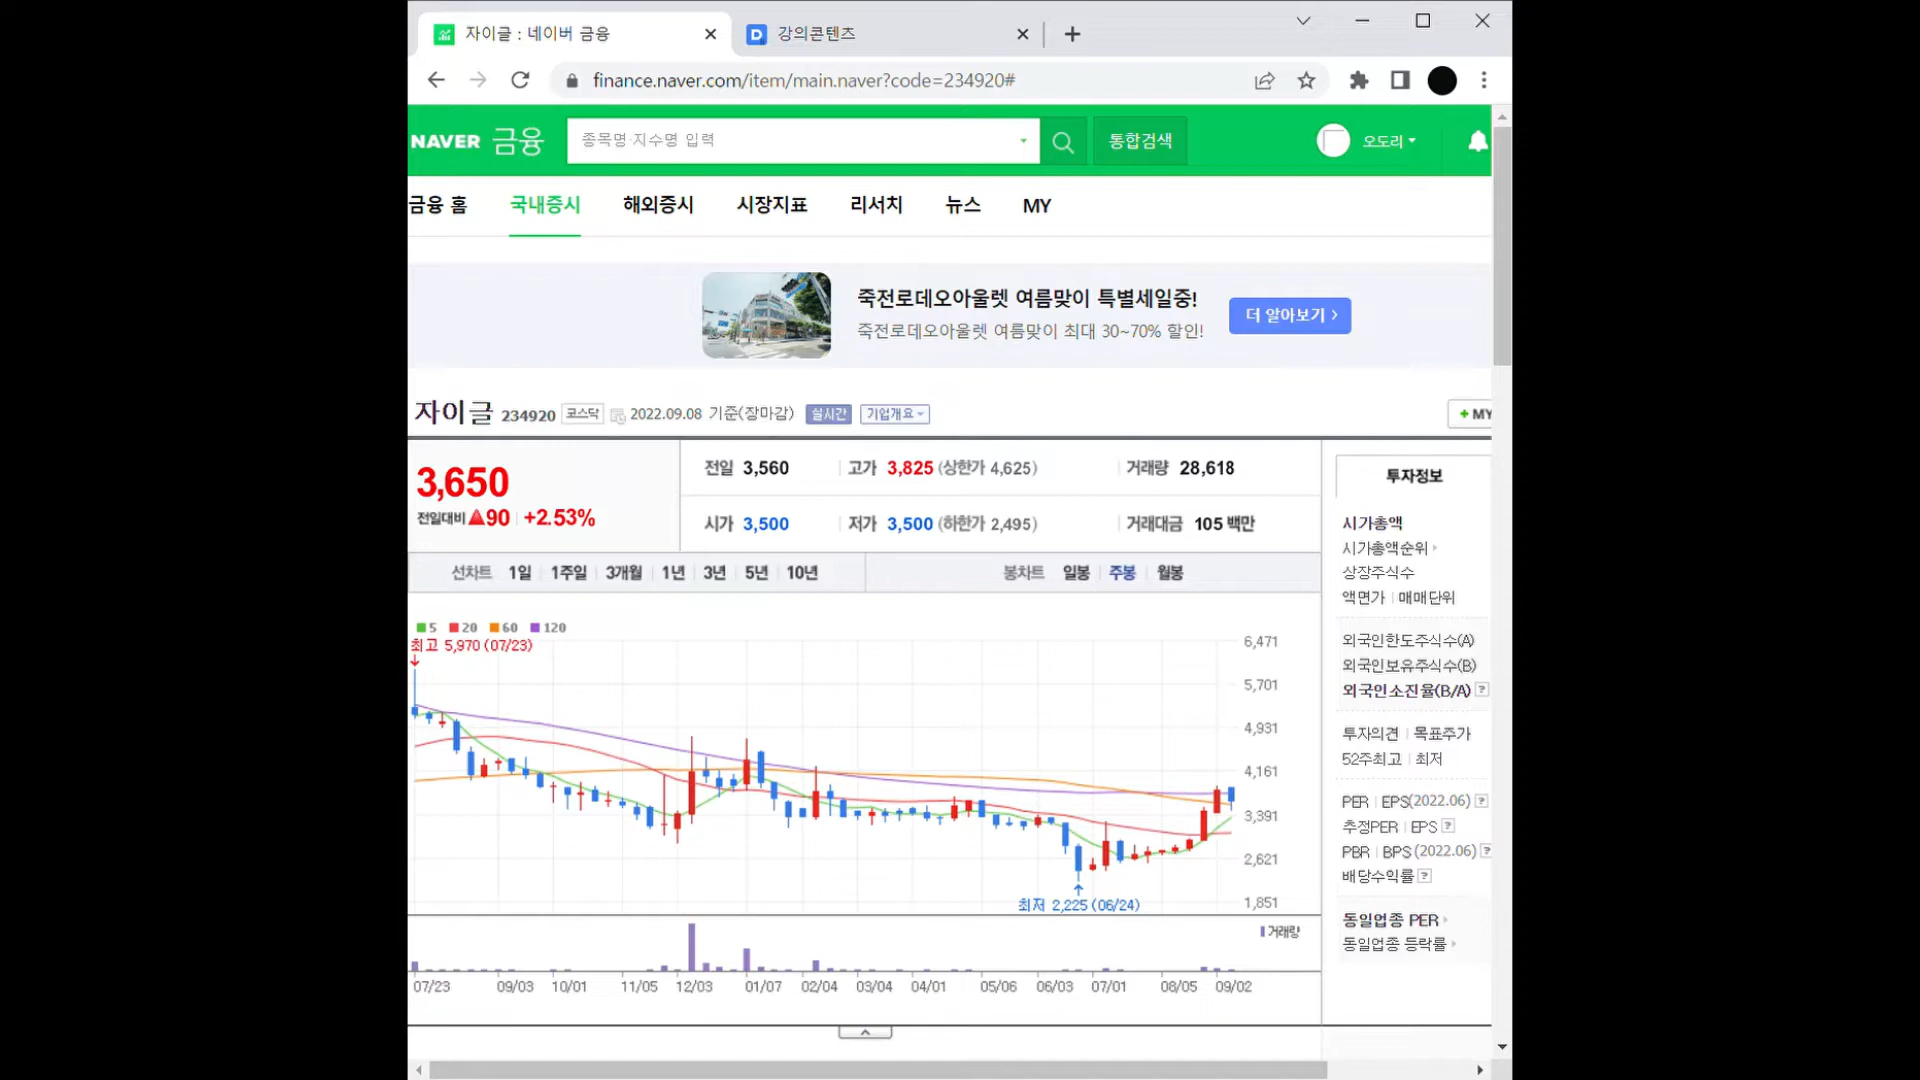 자이글 : 네이버 금융
강의콘텐츠
finance.naver.com/item/main.naver?code=234920#
NAVER 금융
종목명·지수명 입력
통합검색
오도리
금융 홈
국내증시
해외증시
시장지표
리서치
뉴스
MY
죽전로데오아울렛 여름맞이 특별세일중!
죽전로데오아울렛 여름맞이 최대 30~70% 할인!
더 알아보기 >
자이글 234920 코스닥 2022.09.08 기준(장마감) 실시간 기업개요
+ MY
3,650
전일대비 ▲90 +2.53%
전일 3,560 고가 3,825 (상한가 4,625) 거래량 28,618
시가 3,500 저가 3,500 (하한가 2,495) 거래대금 105 백만
선차트 1일 1주일 3개월 1년 3년 5년 10년
봉차트 일봉 주봉 월봉
5 20 60 120
최고 5,970 (07/23)
6,471
5,701
4,931
4,161
3,391
2,621
1,851
최저 2,225 (06/24)
거래량
07/23 09/03 10/01 11/05 12/03 01/07 02/04 03/04 04/01 05/06 06/03 07/01 08/05 09/02
투자정보
시가총액
시가총액순위
상장주식수
액면가 | 매매단위
외국인한도주식수(A)
외국인보유주식수(B)
외국인소진율(B/A) ?
투자의견 | 목표주가
52주최고 | 최저
PER | EPS(2022.06) ?
추정PER | EPS ?
PBR | BPS (2022.06) ?
배당수익률 ?
동일업종 PER
동일업종 등락률